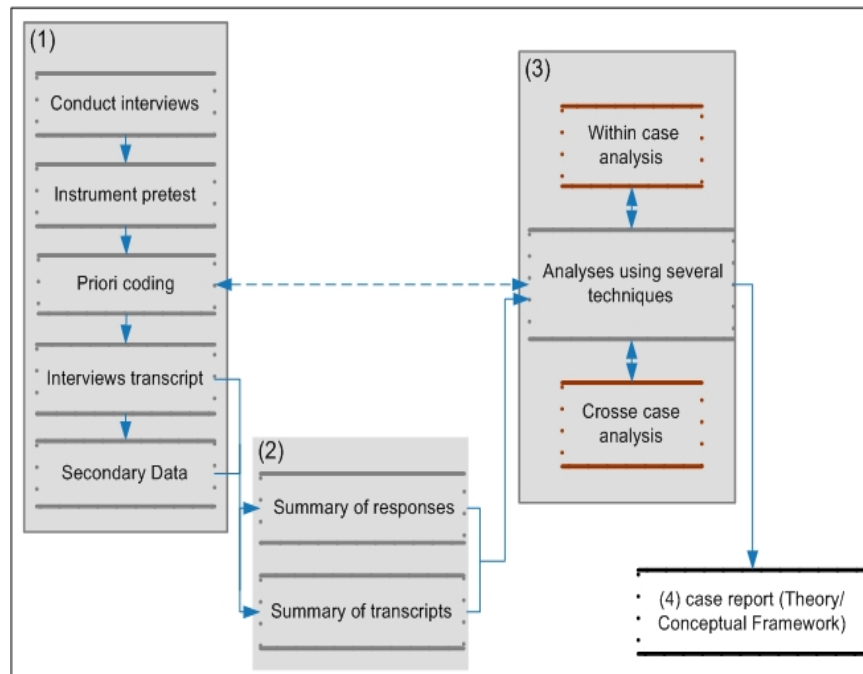 (1)
Conduct interviews
Instrument pretest
Priori coding
Interviews transcript
Secondary Data
(2)
Summary of responses
Summary of transcripts
(3)
Within case
analysis
Analyses using several
techniques
Crosse case
analysis
(4) case report (Theory/
Conceptual Framework)